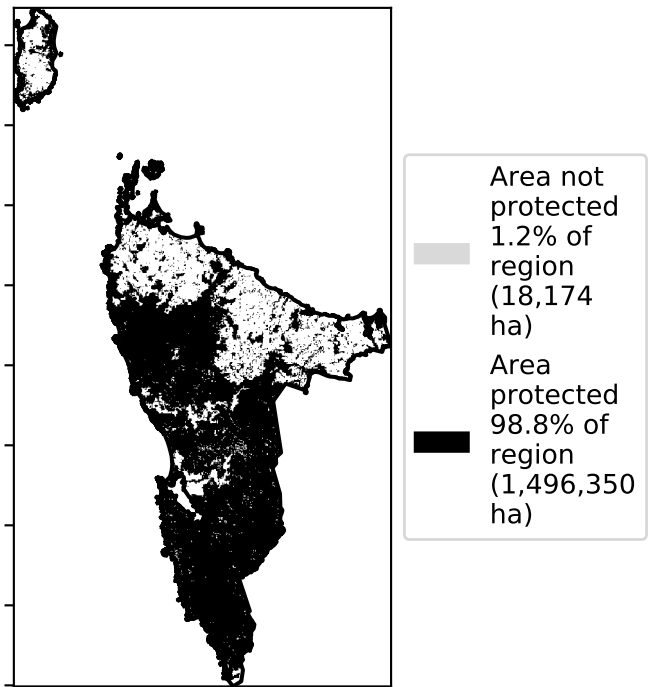 Area not
protected
1.2% of
region
(18,174
ha)
Area
protected
98.8% of
region
(1,496,350
ha)